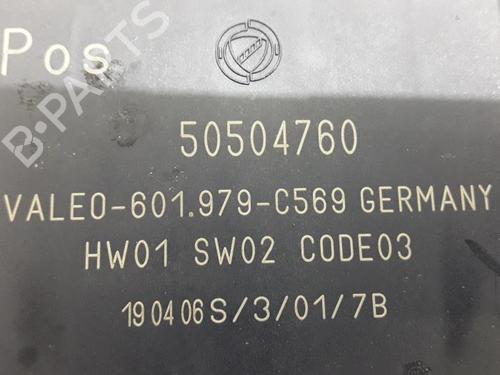 Pos
50504760
VALEO-601.979-C569 GERMANY
HW01 SW02 CODE03
190406S/3/01/7B
B-PARTS